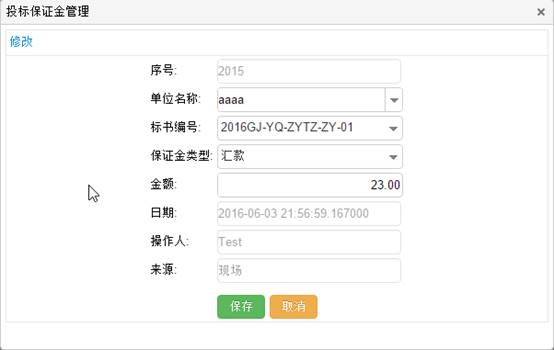 投标保证金管理
修改
序号: 2015
单位名称: aaaa
标书编号: 2016GJ-YQ-ZYTZ-ZY-01
保证金类型: 汇款
金额: 23.00
日期: 2016-06-03 21:56:59.167000
操作人: Test
来源: 现场
保存 取消